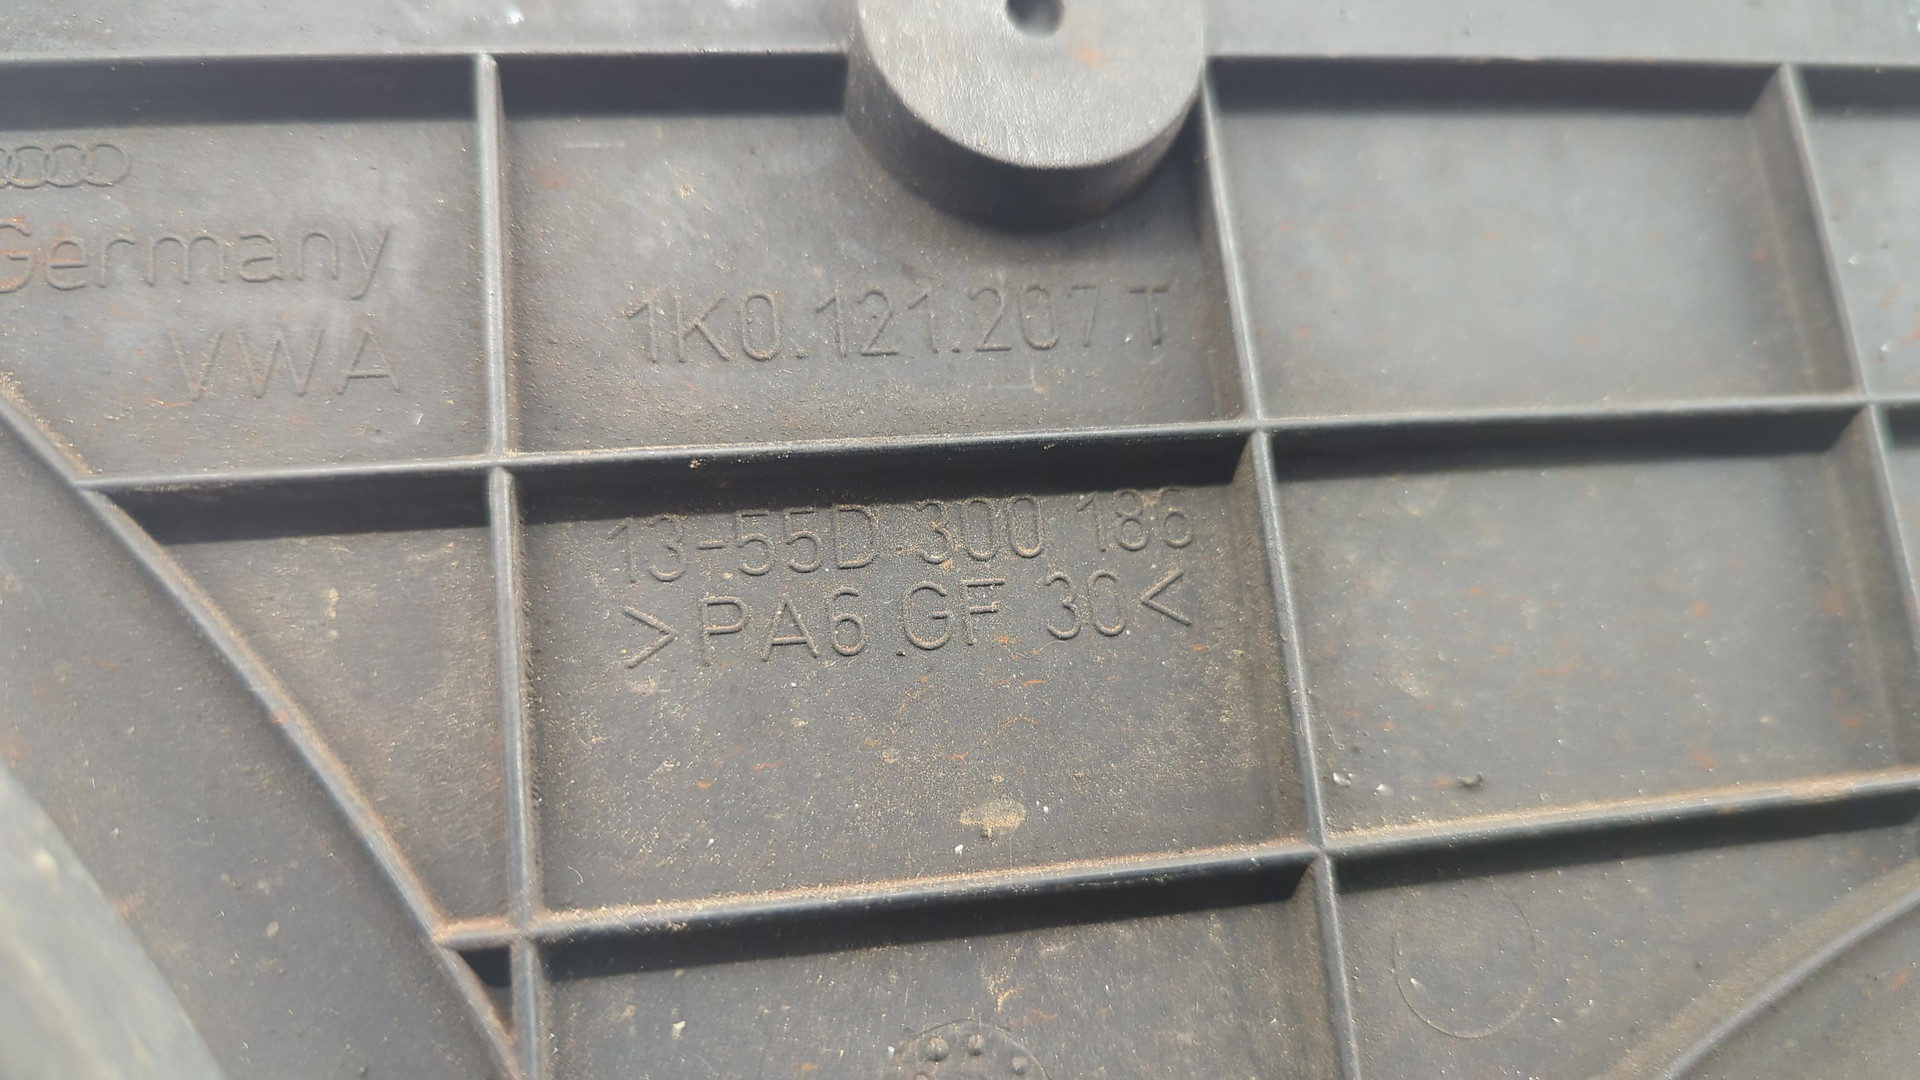 Germany
VWA
1K0.121.207 T
13-55D 300 186
>PA6 GF 30<